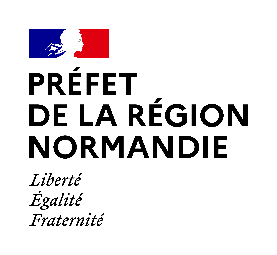 PRÉFET
DE LA RÉGION
NORMANDIE
Liberté
Égalité
Fraternité